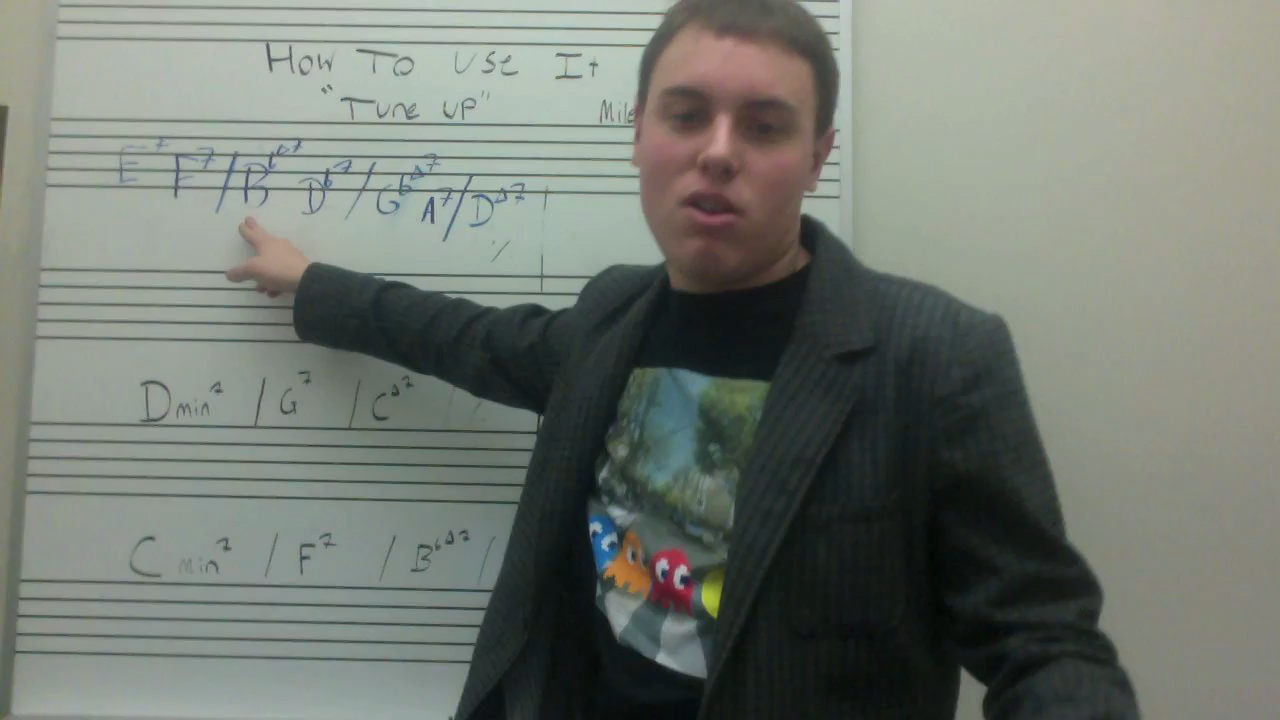 How To Use It
"Tune up" Mile
E⁷ F⁷ / B♭Δ⁷ D♭⁷ / G♭Δ⁷ A⁷ / DΔ⁷
٪
Dmin⁷ / G⁷ / CΔ⁷ ٪
Cmin⁷ / F⁷ / B♭Δ⁷ /